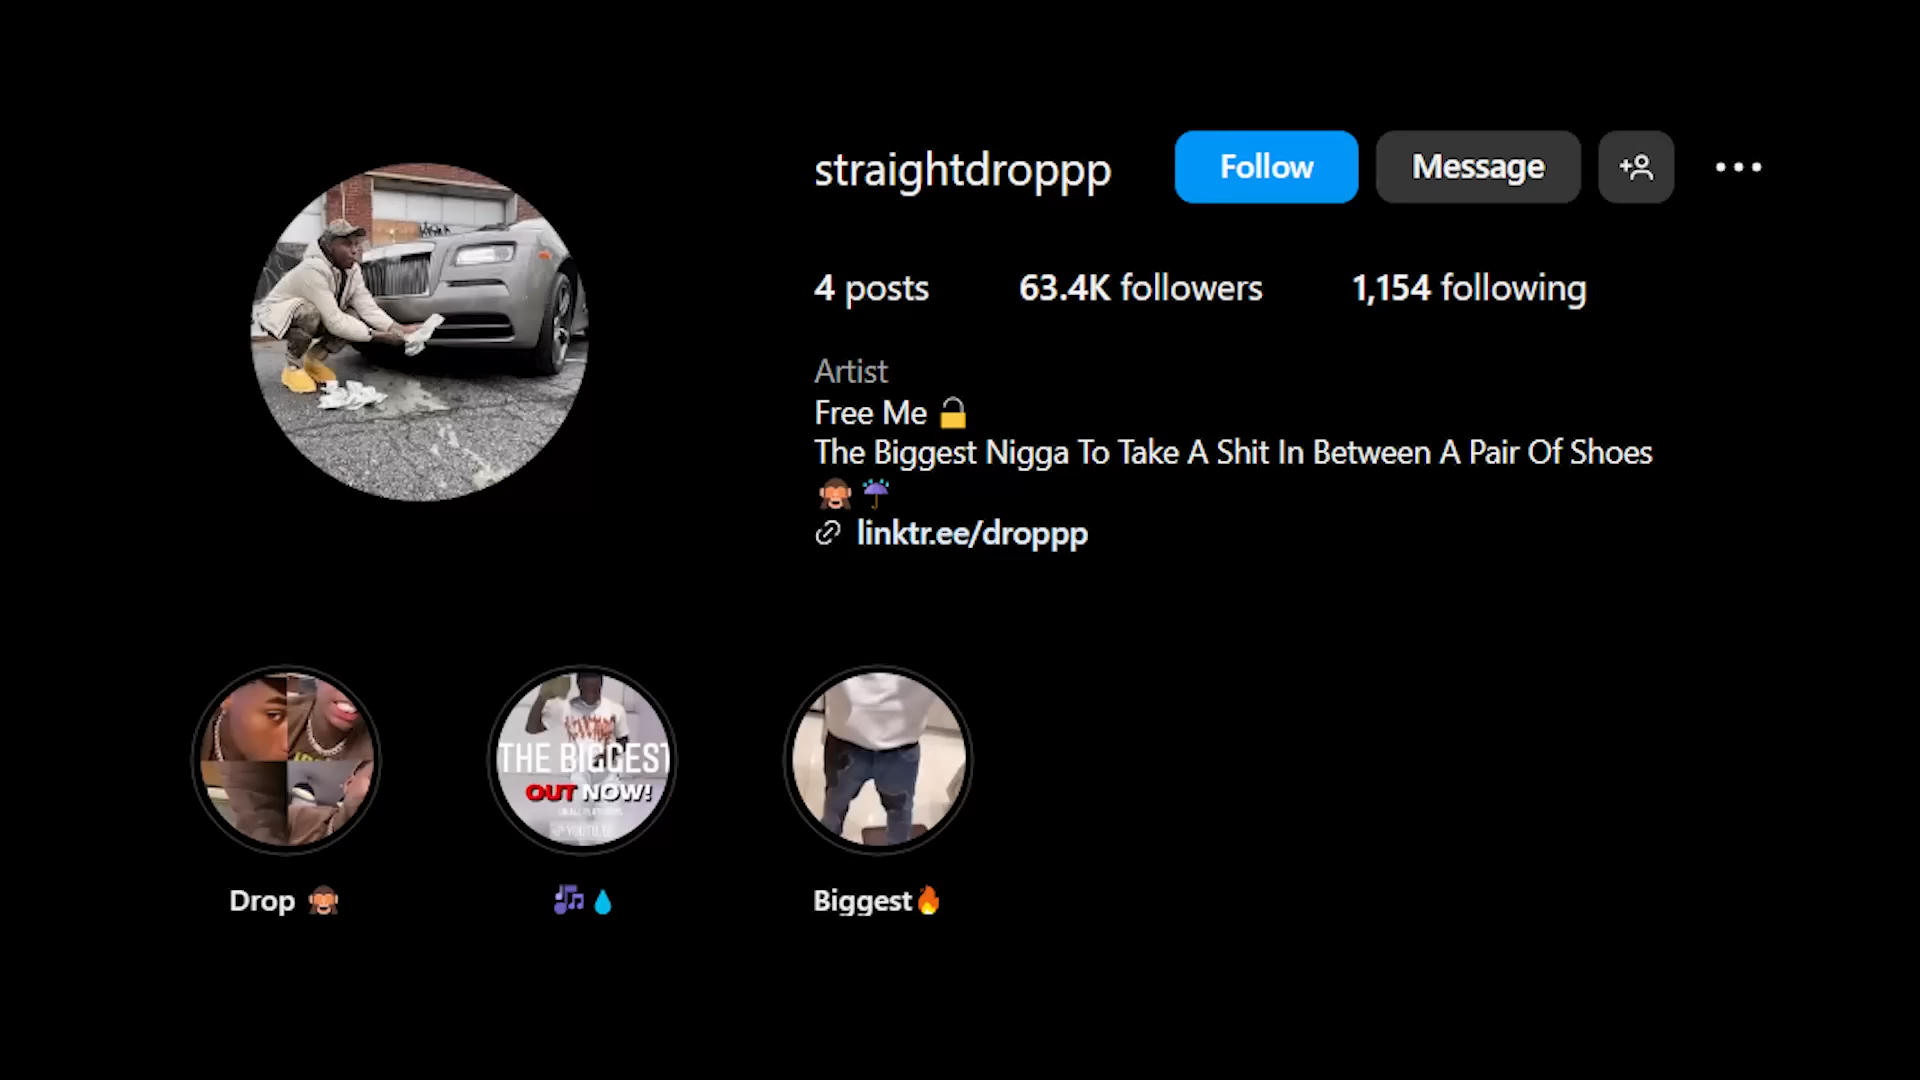 straightdroppp
Follow
Message
4 posts
63.4K followers
1,154 following
Artist
Free Me 🔓
The Biggest Nigga To Take A Shit In Between A Pair Of Shoes
🙈☔
linktr.ee/droppp
THE BIGGEST
OUT NOW!
Drop 🙈
🎶💧
Biggest🔥